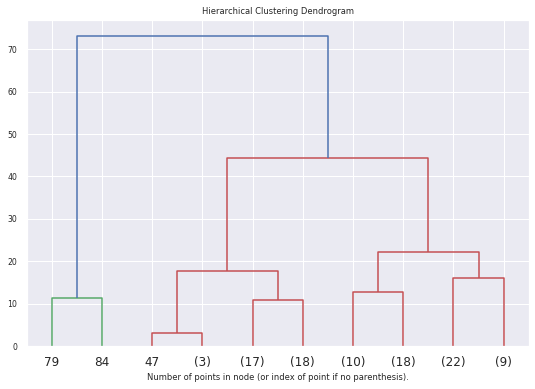 Hierarchical Clustering Dendrogram
70
60
50
40
30
20
10
0
79 84 47 (3) (17) (18) (10) (18) (22) (9)
Number of points in node (or index of point if no parenthesis).